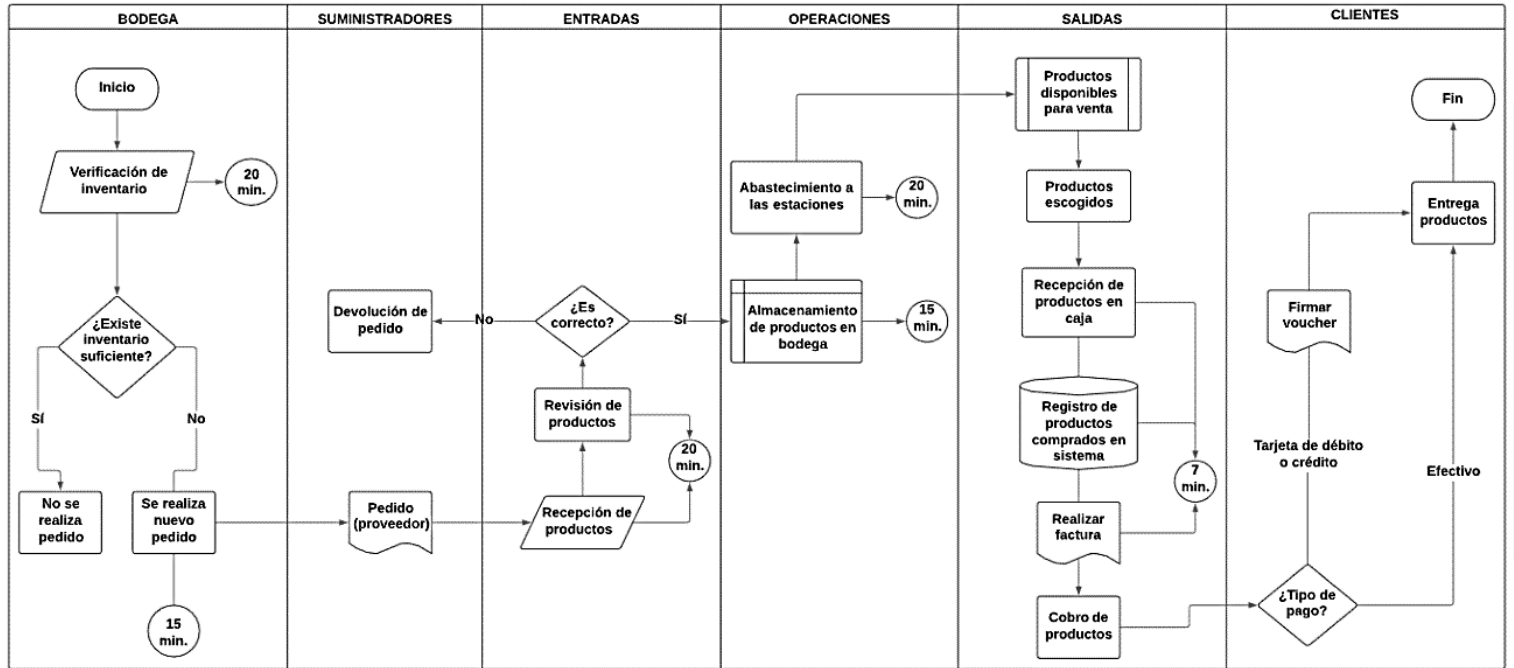 BODEGA
SUMINISTRADORES
ENTRADAS
OPERACIONES
SALIDAS
CLIENTES
Inicio
Verificación de
inventario
20
min.
¿Existe
inventario
suficiente?
Sí
No
No se
realiza
pedido
Se realiza
nuevo
pedido
15
min.
Devolución de
pedido
Pedido
(proveedor)
No
¿Es
correcto?
Sí
Revisión de
productos
20
min.
Recepción de
productos
Abastecimiento a
las estaciones
20
min.
Almacenamiento
de productos en
bodega
15
min.
Productos
disponibles
para venta
Productos
escogidos
Recepción de
productos en
caja
Registro de
productos
comprados en
sistema
7
min.
Realizar
factura
Cobro de
productos
Fin
Entrega
productos
Firmar
voucher
Tarjeta de débito
o crédito
Efectivo
¿Tipo de
pago?